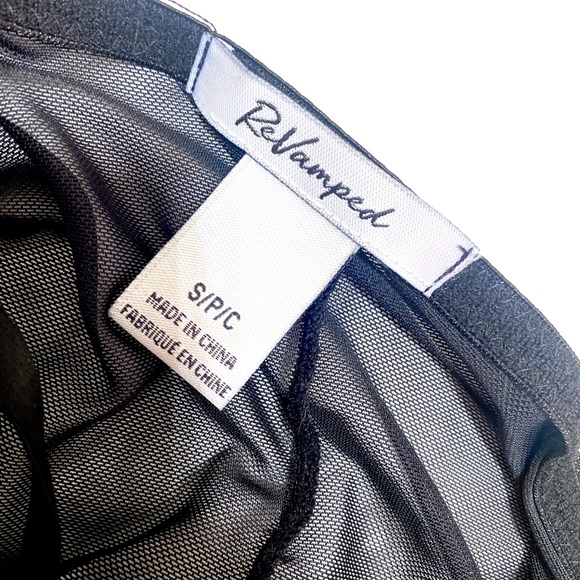 ReVamped
S/P/C
MADE IN CHINA
FABRIQUÉ EN CHINE